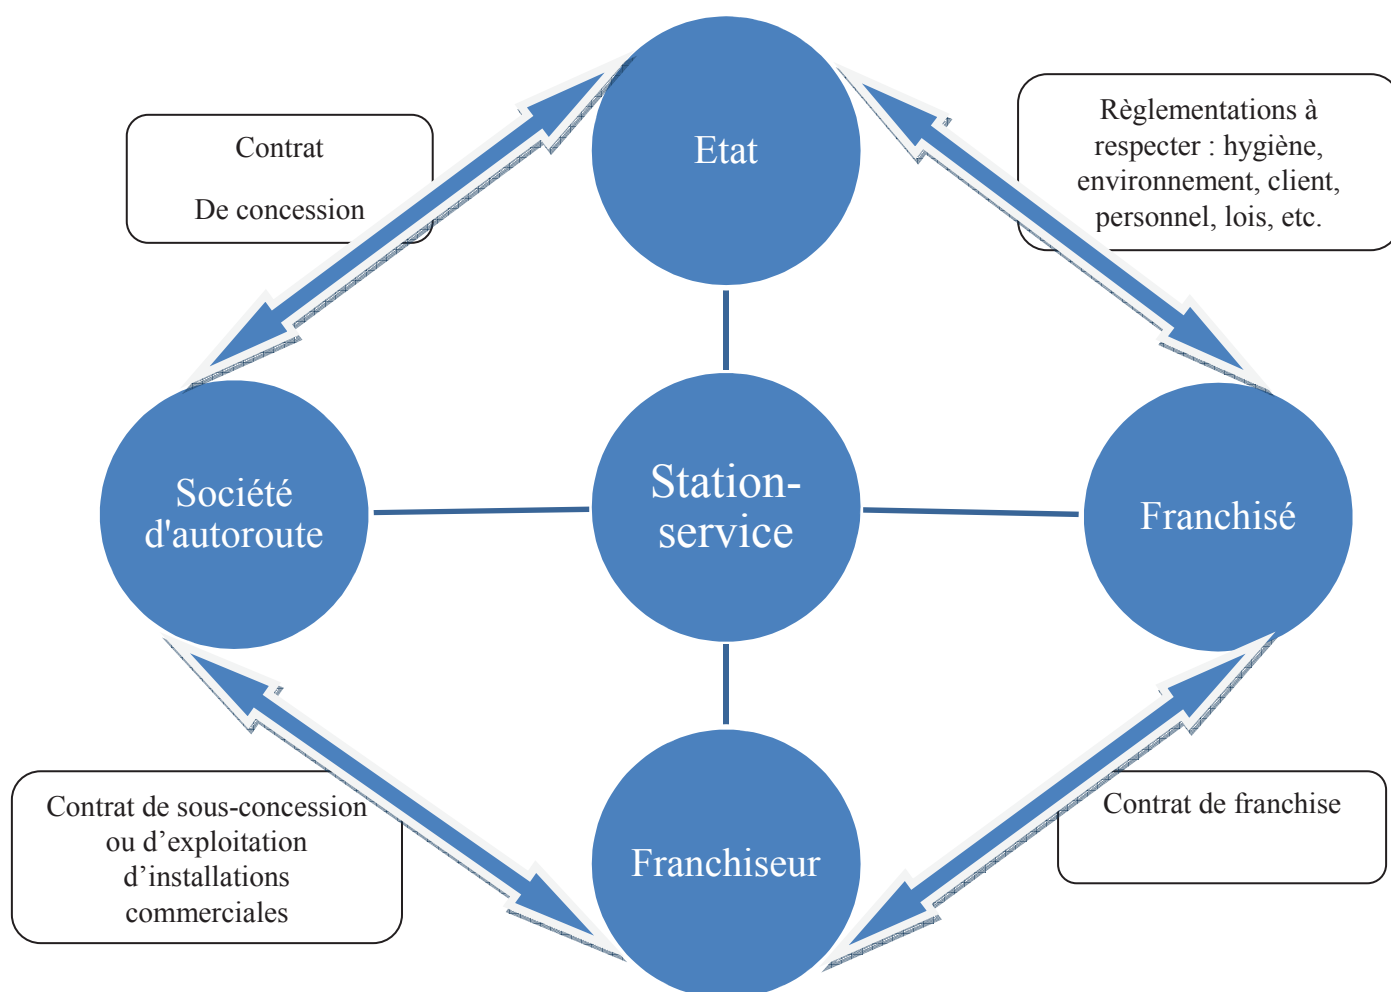 Etat
Contrat
De concession
Règlementations à
respecter : hygiène,
environnement, client,
personnel, lois, etc.
Société
d'autoroute
Station-
service
Franchisé
Contrat de sous-concession
ou d’exploitation
d’installations
commerciales
Franchiseur
Contrat de franchise